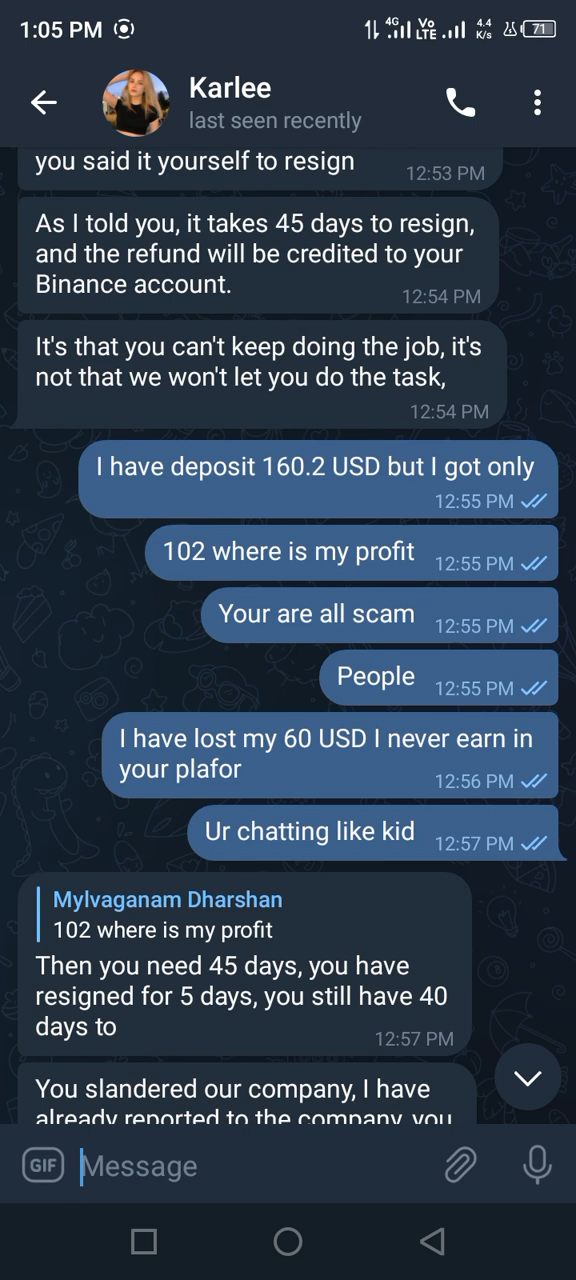 1:05 PM
4G
Vo
LTE
4.4
K/s
71
Karlee
last seen recently
you said it yourself to resign
12:53 PM
As I told you, it takes 45 days to resign,
and the refund will be credited to your
Binance account.
12:54 PM
It's that you can't keep doing the job, it's
not that we won't let you do the task,
12:54 PM
I have deposit 160.2 USD but I got only
12:55 PM
102 where is my profit
12:55 PM
Your are all scam
12:55 PM
People
12:55 PM
I have lost my 60 USD I never earn in
your plafor
12:56 PM
Ur chatting like kid
12:57 PM
Mylvaganam Dharshan
102 where is my profit
Then you need 45 days, you have
resigned for 5 days, you still have 40
days to
12:57 PM
You slandered our company, I have
already reported to the company, you
GIF
Message